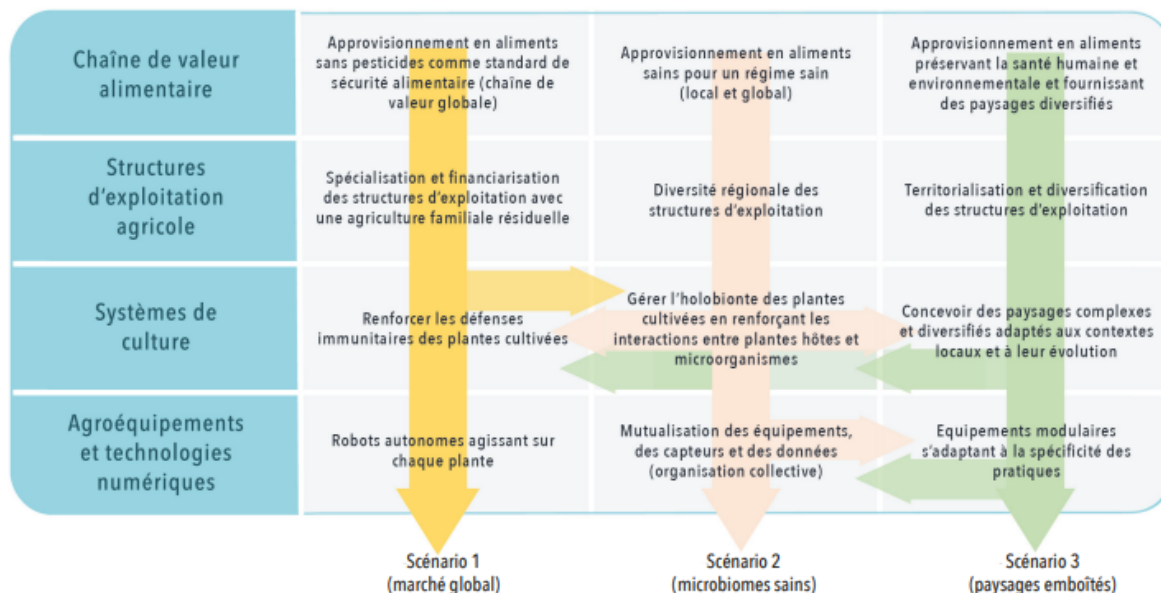 Chaîne de valeur
alimentaire
Approvisionnement en aliments
sans pesticides comme standard de
sécurité alimentaire (chaîne de
valeur globale)
Approvisionnement en aliments
sains pour un régime sain
(local et global)
Approvisionnement en aliments
préservant la santé humaine et
environnementale et fournissant
des paysages diversifiés
Structures
d'exploitation
agricole
Spécialisation et financiarisation
des structures d'exploitation avec
une agriculture familiale résiduelle
Diversité régionale des
structures d'exploitation
Territorialisation et diversification
des structures d'exploitation
Systèmes de
culture
Renforcer les défenses
immunitaires des plantes cultivées
Gérer l'holobionte des plantes
cultivées en renforçant les
interactions entre plantes hôtes et
microorganismes
Concevoir des paysages complexes
et diversifiés adaptés aux contextes
locaux et à leur évolution
Agroéquipements
et technologies
numériques
Robots autonomes agissant sur
chaque plante
Mutualisation des équipements,
des capteurs et des données
(organisation collective)
Equipements modulaires
s'adaptant à la spécificité des
pratiques
Scénario 1
(marché global)
Scénario 2
(microbiomes sains)
Scénario 3
(paysages emboîtés)